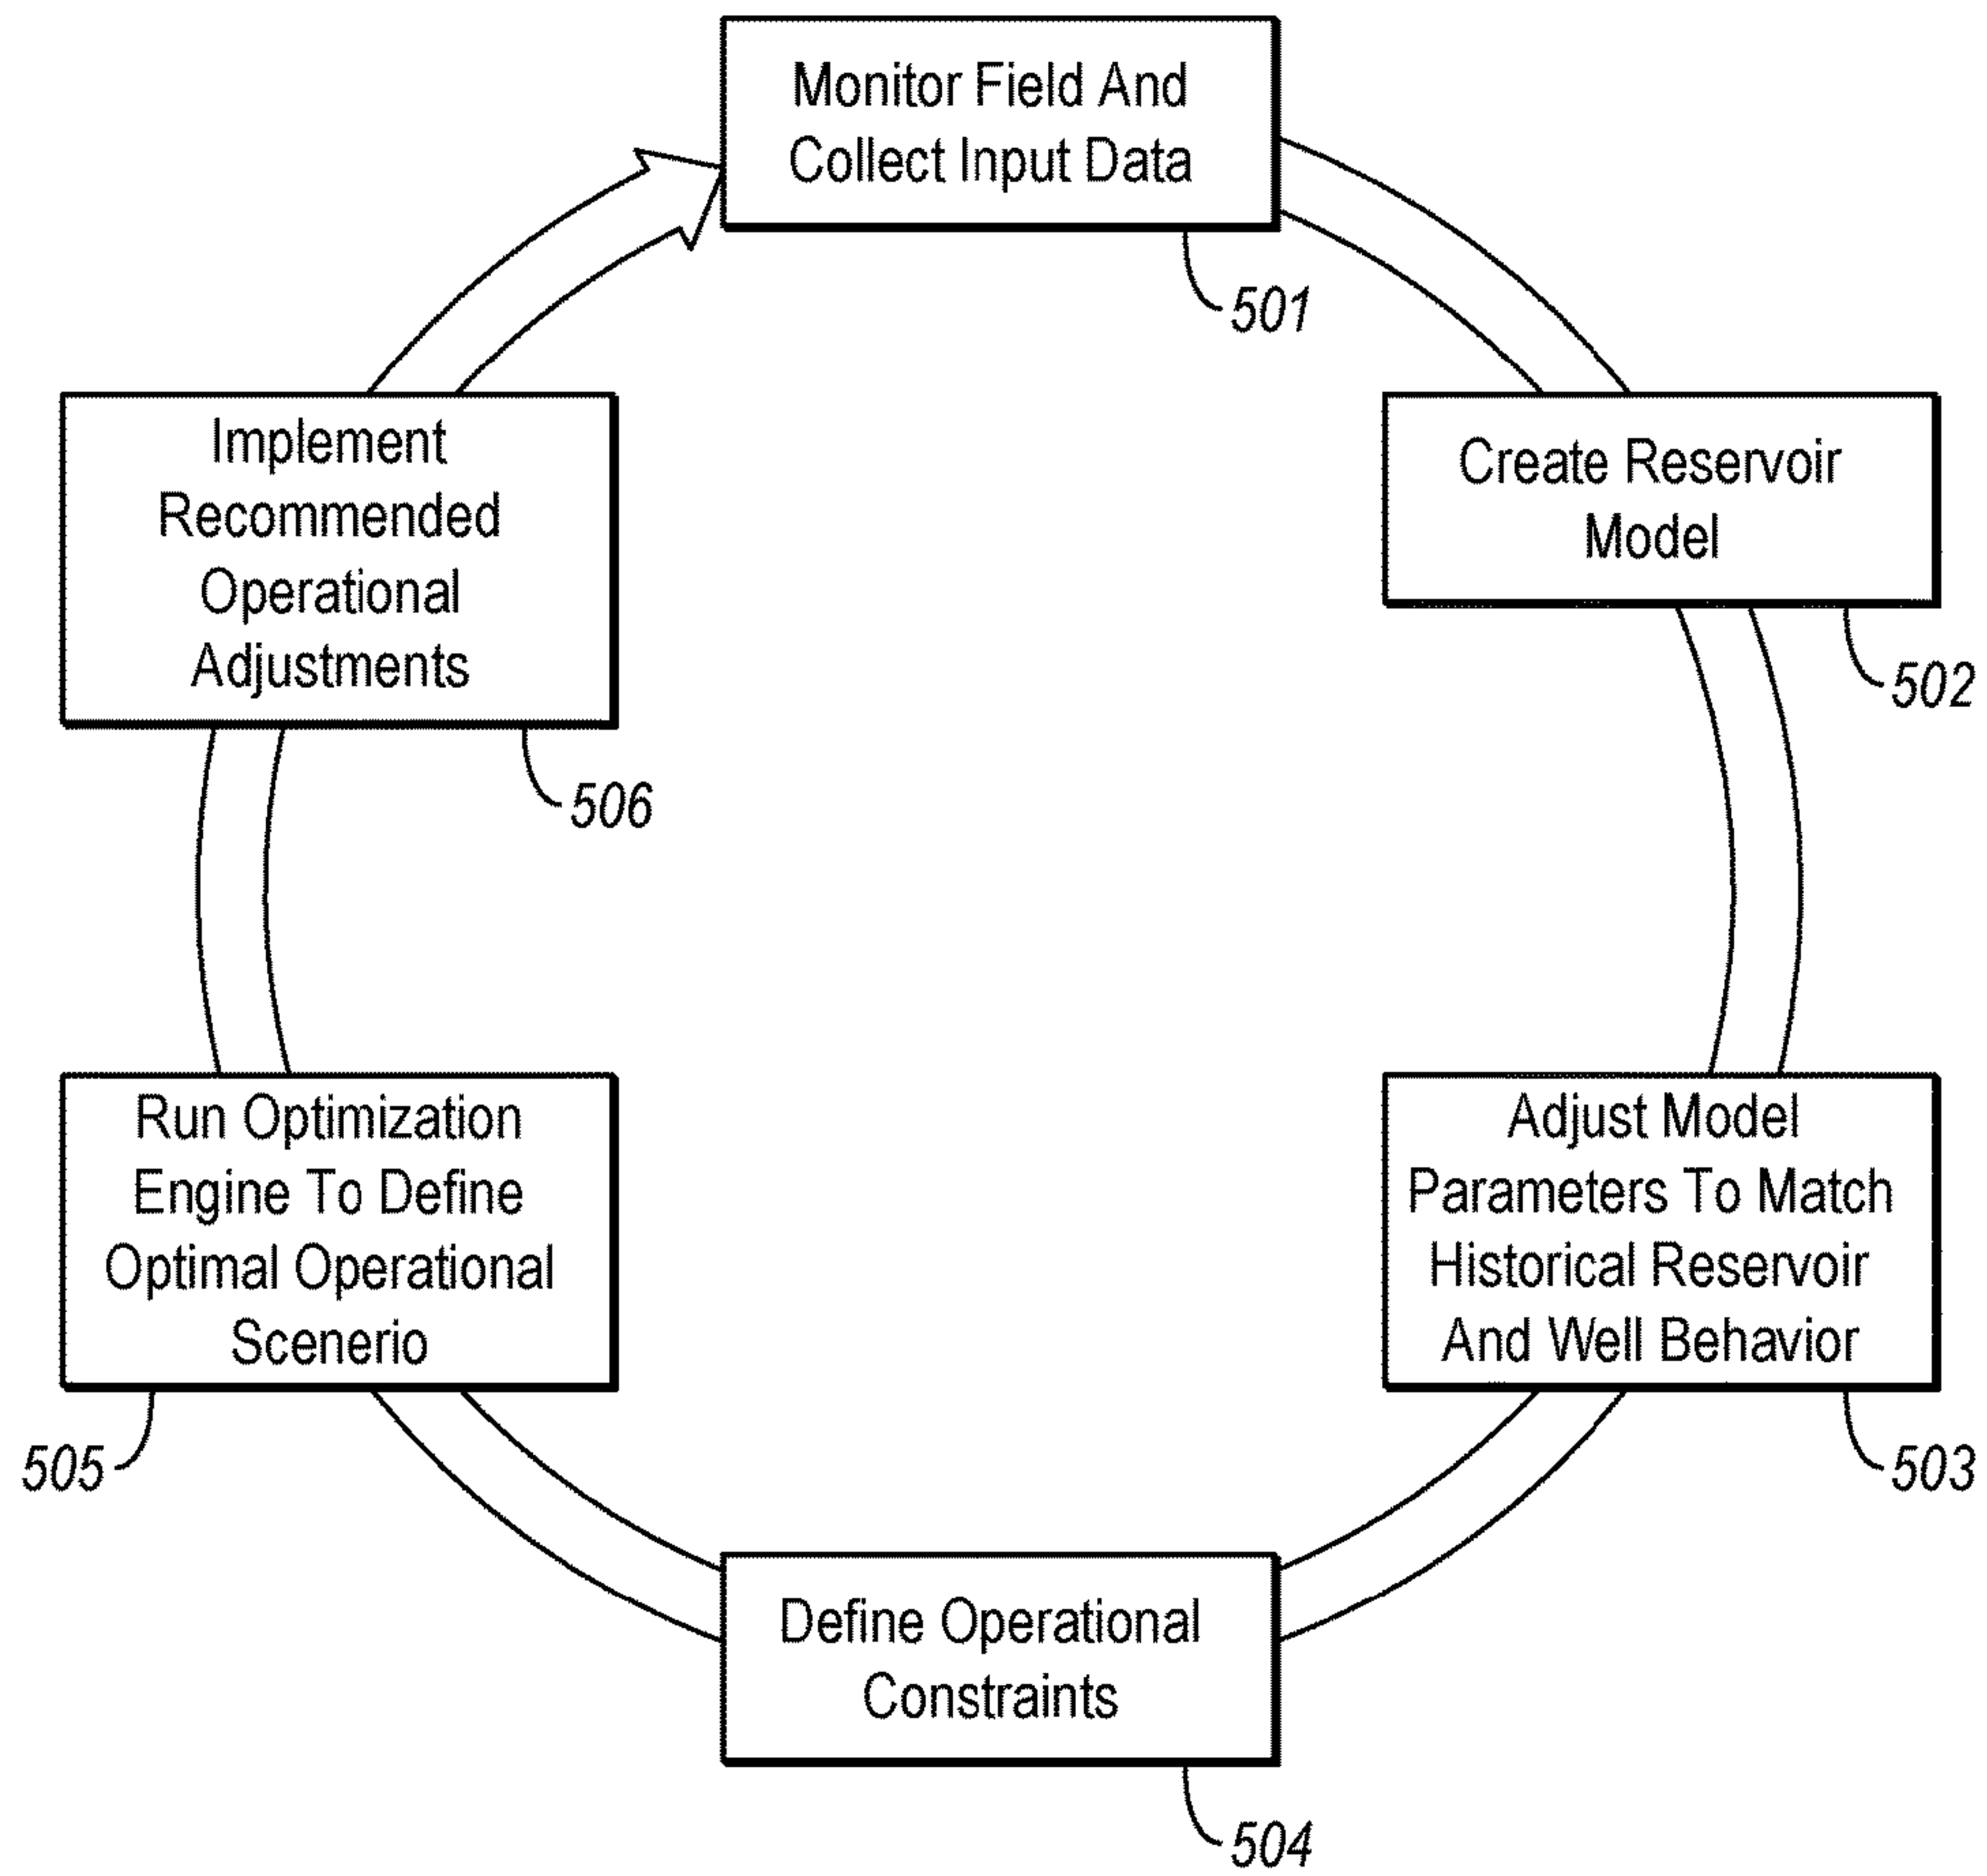 Monitor Field And
Collect Input Data
501
Create Reservoir
Model
502
Adjust Model
Parameters To Match
Historical Reservoir
And Well Behavior
503
Define Operational
Constraints
504
Run Optimization
Engine To Define
Optimal Operational
Scenerio
505
Implement
Recommended
Operational
Adjustments
506